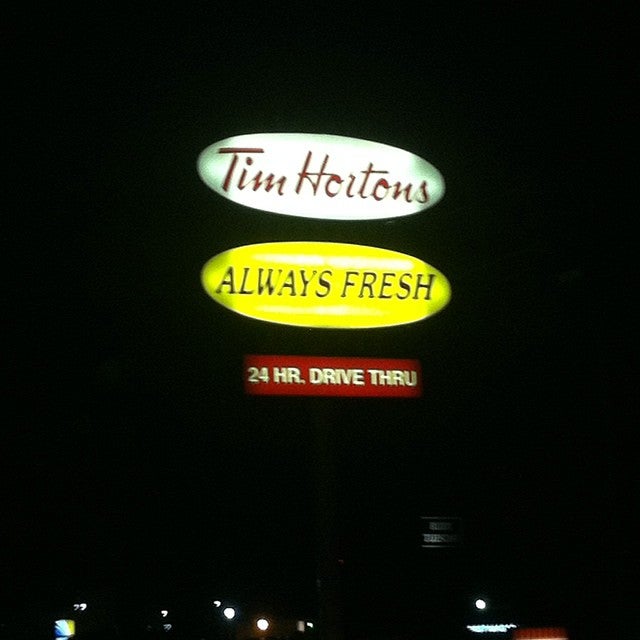 Tim Hortons
ALWAYS FRESH
24 HR. DRIVE THRU